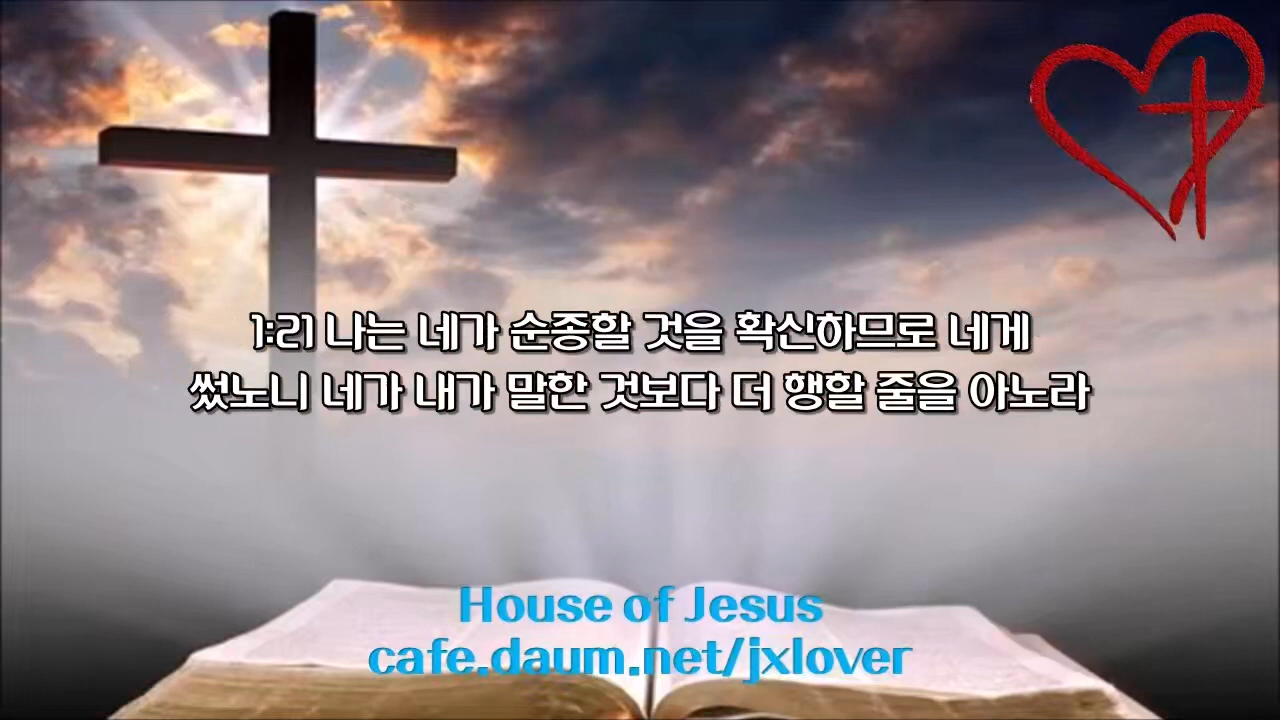 1:21 나는 네가 순종할 것을 확신하므로 네게
썼노니 네가 내가 말한 것보다 더 행할 줄을 아노라
House of Jesus
cafe.daum.net/jxlover